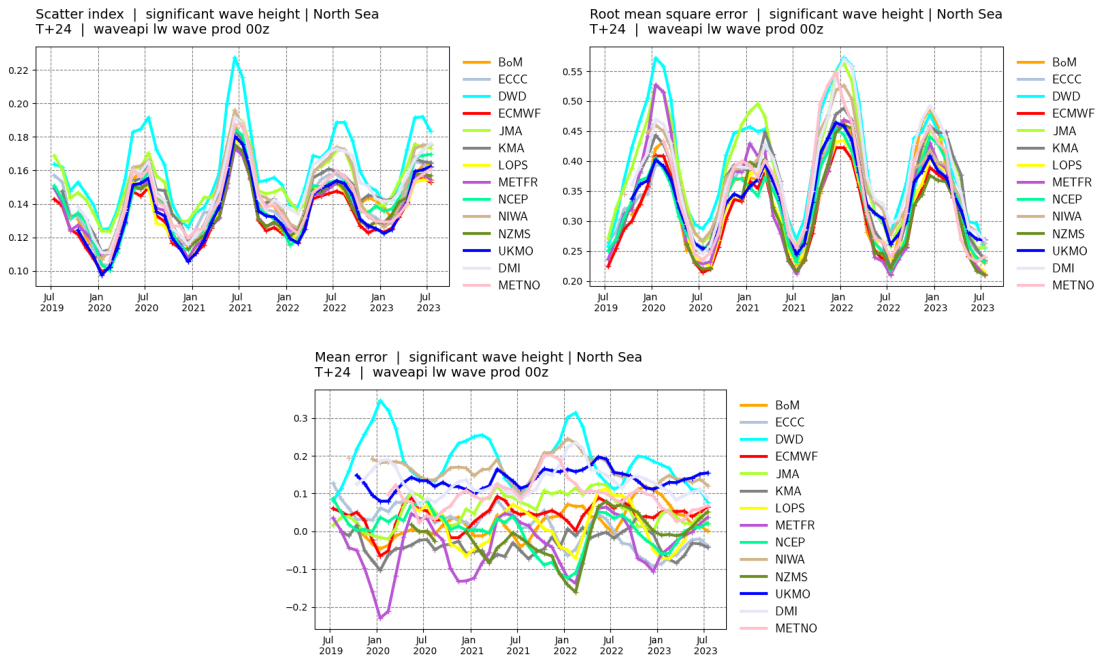 Scatter index | significant wave height | North Sea
T+24 | waveapi lw wave prod 00z
0.22
0.20
0.18
0.16
0.14
0.12
0.10
Jul Jan Jul Jan Jul Jan Jul Jan Jul
2019 2020 2020 2021 2021 2022 2022 2023 2023
BoM
ECCC
DWD
ECMWF
JMA
KMA
LOPS
METFR
NCEP
NIWA
NZMS
UKMO
DMI
METNO
Root mean square error | significant wave height | North Sea
T+24 | waveapi lw wave prod 00z
0.55
0.50
0.45
0.40
0.35
0.30
0.25
0.20
Jul Jan Jul Jan Jul Jan Jul Jan Jul
2019 2020 2020 2021 2021 2022 2022 2023 2023
BoM
ECCC
DWD
ECMWF
JMA
KMA
LOPS
METFR
NCEP
NIWA
NZMS
UKMO
DMI
METNO
Mean error | significant wave height | North Sea
T+24 | waveapi lw wave prod 00z
0.3
0.2
0.1
0.0
−0.1
−0.2
Jul Jan Jul Jan Jul Jan Jul Jan Jul
2019 2020 2020 2021 2021 2022 2022 2023 2023
BoM
ECCC
DWD
ECMWF
JMA
KMA
LOPS
METFR
NCEP
NIWA
NZMS
UKMO
DMI
METNO